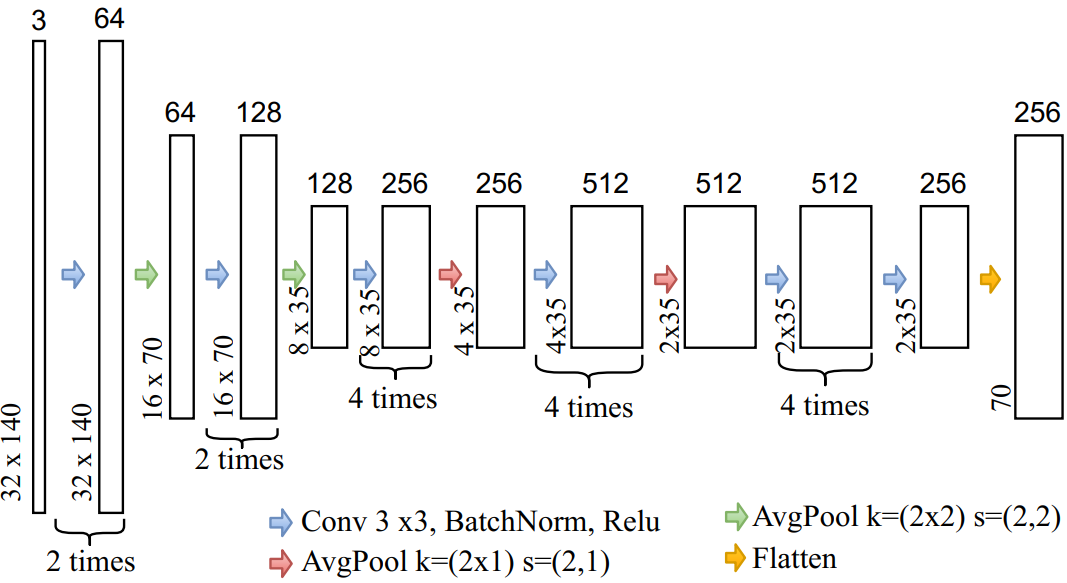 3
64
32 x 140
32 x 140
2 times
64
128
16 x 70
16 x 70
2 times
128
256
8 x 35
8 x 35
4 times
256
512
4 x 35
4x35
4 times
512
512
256
2x35
2x35
2x35
4 times
256
70
Conv 3 x3, BatchNorm, Relu
AvgPool k=(2x1) s=(2,1)
AvgPool k=(2x2) s=(2,2)
Flatten